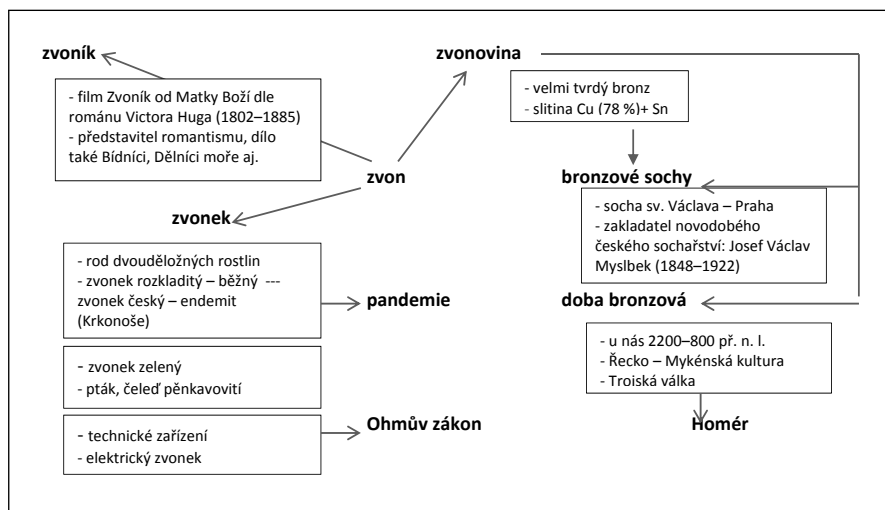 zvoník
zvonovina
- film Zvoník od Matky Boží dle
románu Victora Huga (1802–1885)
- představitel romantismu, dílo
také Bídníci, Dělníci moře aj.
- velmi tvrdý bronz
- slitina Cu (78 %)+ Sn
zvon
bronzové sochy
zvonek
- socha sv. Václava – Praha
- zakladatel novodobého
českého sochařství: Josef Václav
Myslbek (1848–1922)
- rod dvouděložných rostlin
- zvonek rozkladitý – běžný ---
zvonek český – endemit
(Krkonoše)
pandemie
doba bronzová
- u nás 2200–800 př. n. l.
- Řecko – Mykénská kultura
- Troiská válka
- zvonek zelený
- pták, čeleď pěnkavovití
Ohmův zákon
Homér
- technické zařízení
- elektrický zvonek